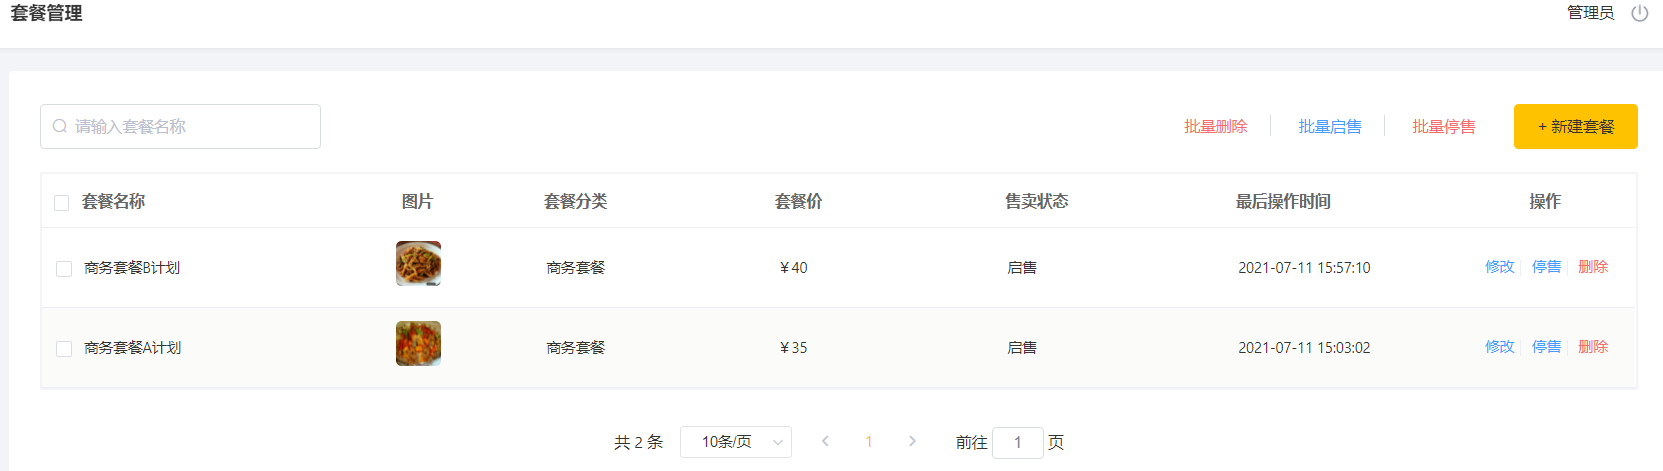 套餐管理 管理员
请输入套餐名称 批量删除 批量启售 批量停售 + 新建套餐
套餐名称 图片 套餐分类 套餐价 售卖状态 最后操作时间 操作
商务套餐B计划 商务套餐 ¥40 启售 2021-07-11 15:57:10 修改 停售 删除
商务套餐A计划 商务套餐 ¥35 启售 2021-07-11 15:03:02 修改 停售 删除
共 2 条 10条/页 1 前往 1 页